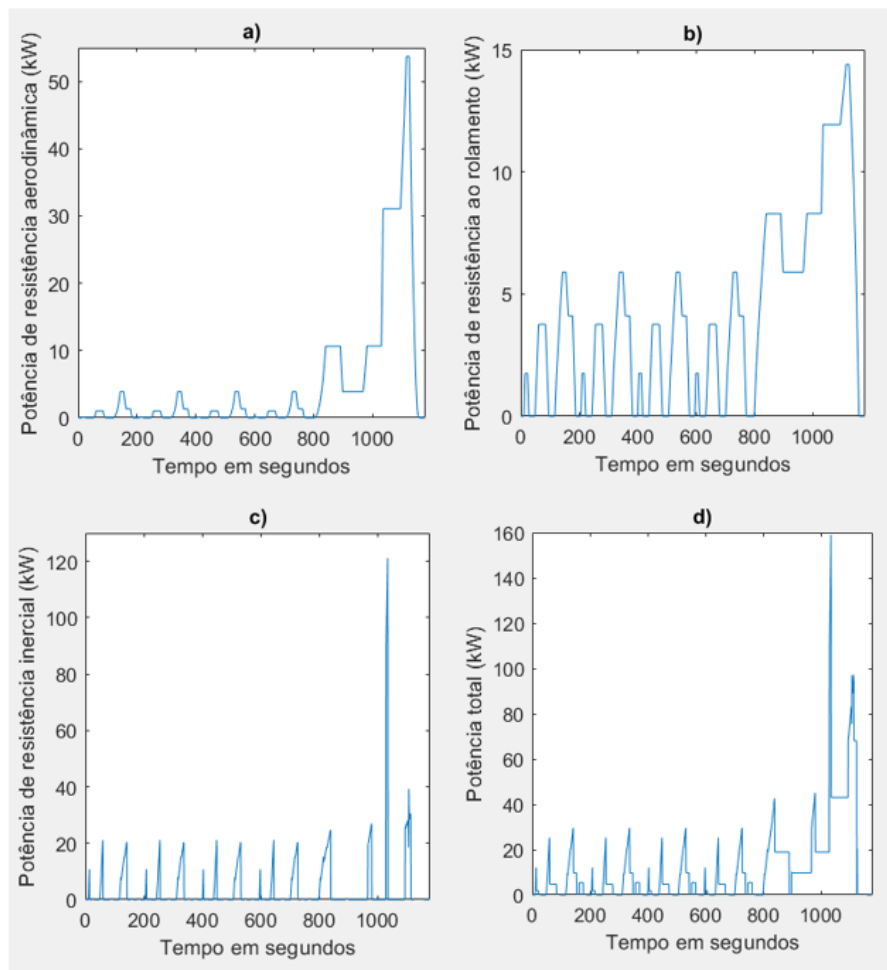 a)
Potência de resistência aerodinâmica (kW)
50
40
30
20
10
0
0 200 400 600 800 1000
Tempo em segundos
b)
Potência de resistência ao rolamento (kW)
15
10
5
0
0 200 400 600 800 1000
Tempo em segundos
c)
Potência de resistência inercial (kW)
120
100
80
60
40
20
0
0 200 400 600 800 1000
Tempo em segundos
d)
Potência total (kW)
160
140
120
100
80
60
40
20
0
0 200 400 600 800 1000
Tempo em segundos